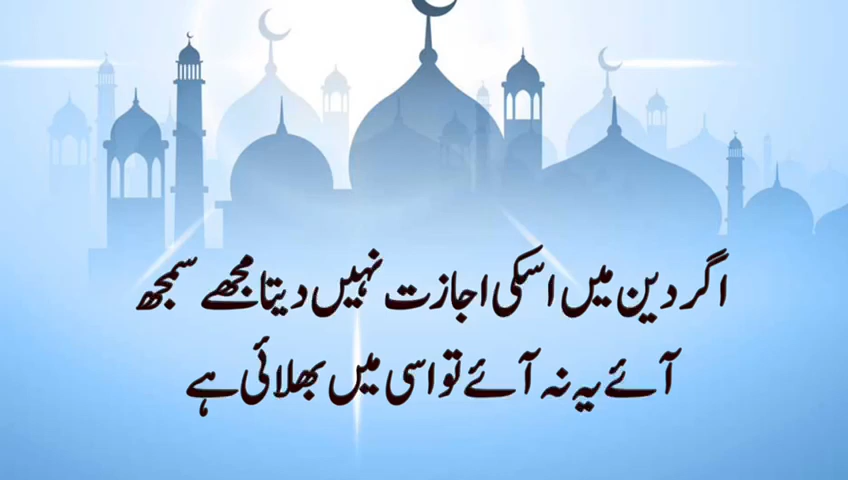 اگر دین میں اسکی اجازت نہیں دیتا مجھے سمجھ
آئے یہ نہ آئے تو اسی میں بھلائی ہے